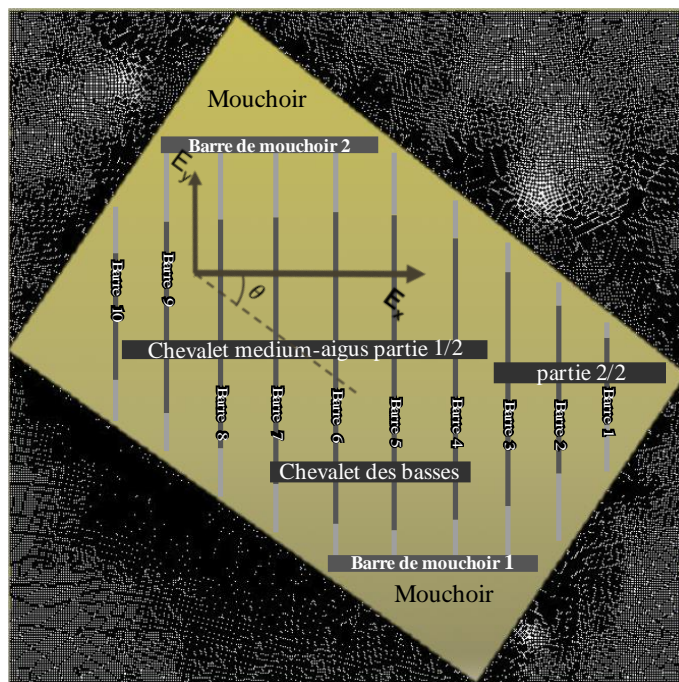 Mouchoir
Barre de mouchoir 2
E_y
Barre 10
Barre 9
θ
E_x
Chevalet medium-aigus partie 1/2
partie 2/2
Barre 8
Barre 7
Barre 6
Barre 5
Barre 4
Barre 3
Barre 2
Barre 1
Chevalet des basses
Barre de mouchoir 1
Mouchoir